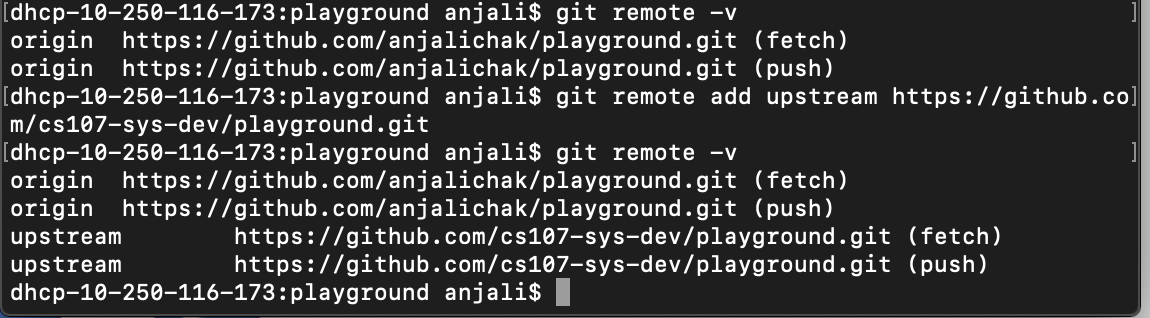 [dhcp-10-250-116-173:playground anjali$ git remote -v ]
origin  https://github.com/anjalichak/playground.git (fetch)
origin  https://github.com/anjalichak/playground.git (push)
[dhcp-10-250-116-173:playground anjali$ git remote add upstream https://github.co]
m/cs107-sys-dev/playground.git
[dhcp-10-250-116-173:playground anjali$ git remote -v ]
origin  https://github.com/anjalichak/playground.git (fetch)
origin  https://github.com/anjalichak/playground.git (push)
upstream        https://github.com/cs107-sys-dev/playground.git (fetch)
upstream        https://github.com/cs107-sys-dev/playground.git (push)
dhcp-10-250-116-173:playground anjali$